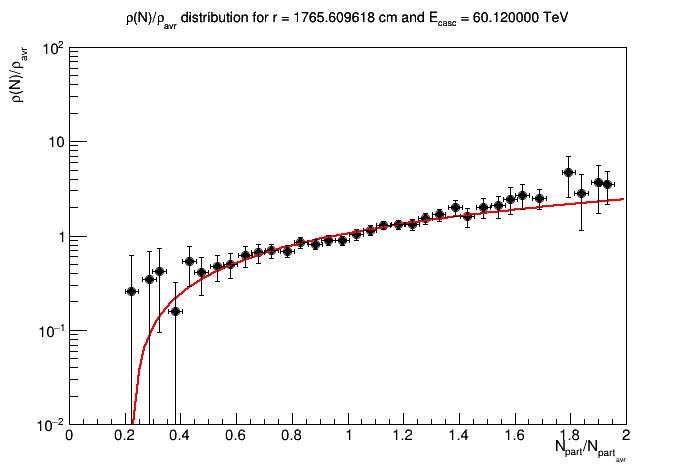 ρ(N)/ρavr distribution for r = 1765.609618 cm and Ecasc = 60.120000 TeV
ρ(N)/ρavr
10²
10
1
10⁻¹
10⁻²
0 0.2 0.4 0.6 0.8 1 1.2 1.4 1.6 1.8 2
Npart/Npartavr